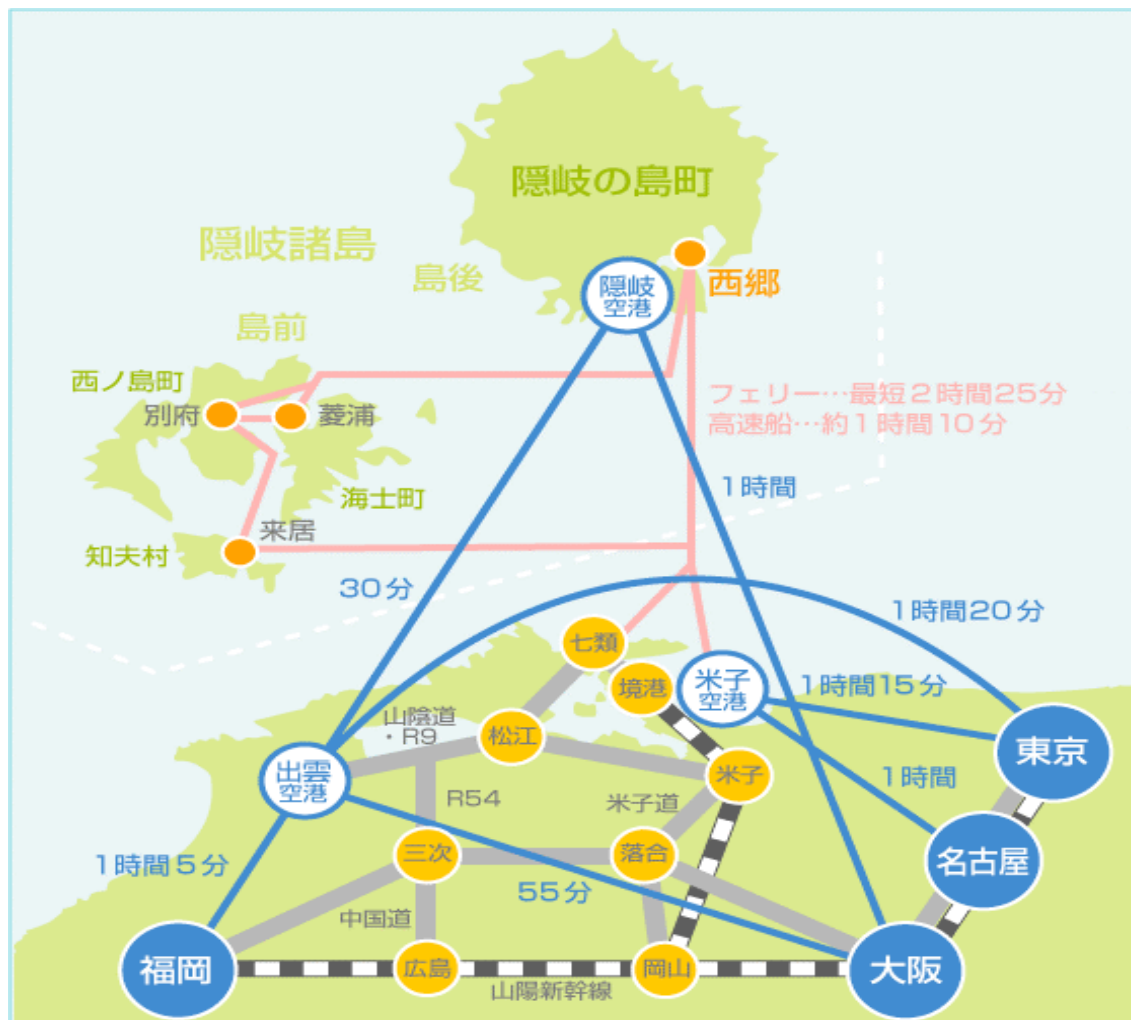 隠岐の島町
隠岐諸島
島後
隠岐
空港
西郷
島前
西ノ島町
別府
菱浦
フェリー…最短2時間25分
高速船…約1時間10分
1時間
海士町
来居
知夫村
30分
1時間20分
七類
境港
米子
空港
1時間15分
山陰道
・R9
松江
東京
出雲
空港
米子
1時間
R54
米子道
三次
落合
名古屋
1時間5分
55分
中国道
福岡
広島
岡山
大阪
山陽新幹線